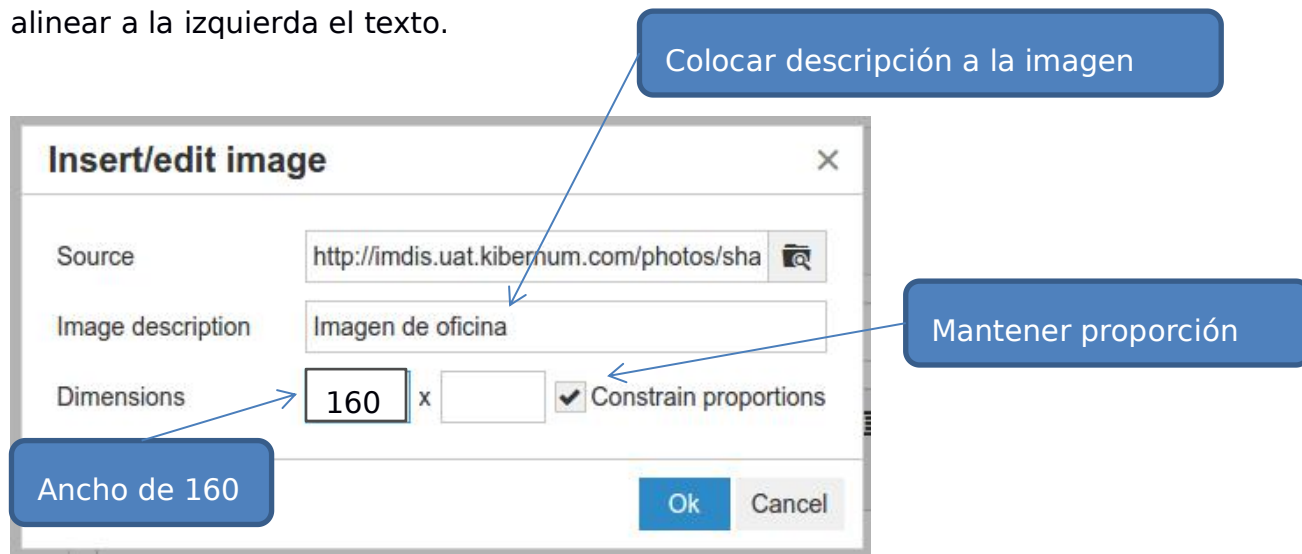 alinear a la izquierda el texto.
Colocar descripción a la imagen
Insert/edit image
Source http://imdis.uat.kibernum.com/photos/sha
Image description Imagen de oficina
Mantener proporción
Dimensions 160 x Constrain proportions
Ancho de 160
Ok Cancel